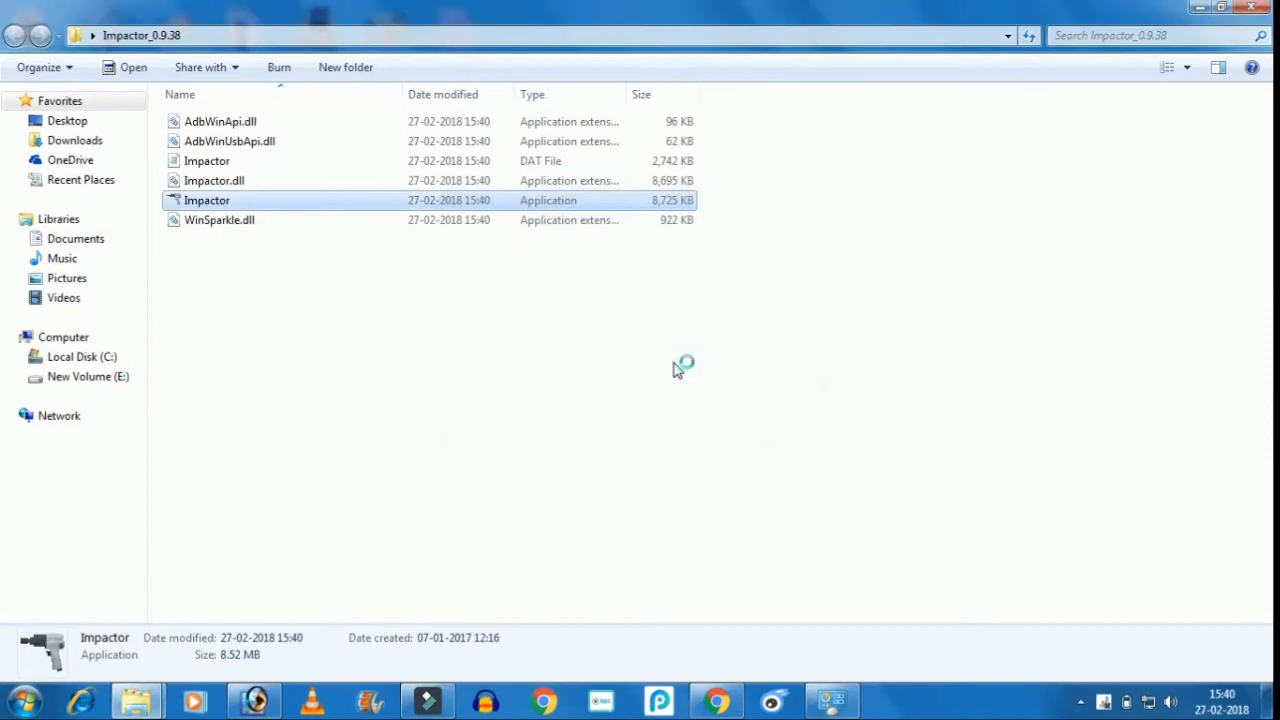 Impactor_0.9.38
Search Impactor_0.9.38
Organize
Open
Share with
Burn
New folder
Name
Date modified
Type
Size
Favorites
Desktop
Downloads
OneDrive
Recent Places
Libraries
Documents
Music
Pictures
Videos
Computer
Local Disk (C:)
New Volume (E:)
Network
AdbWinApi.dll 27-02-2018 15:40 Application extens... 96 KB
AdbWinUsbApi.dll 27-02-2018 15:40 Application extens... 62 KB
Impactor 27-02-2018 15:40 DAT File 2,742 KB
Impactor.dll 27-02-2018 15:40 Application extens... 8,695 KB
Impactor 27-02-2018 15:40 Application 8,725 KB
WinSparkle.dll 27-02-2018 15:40 Application extens... 922 KB
Impactor Date modified: 27-02-2018 15:40 Date created: 07-01-2017 12:16
Application Size: 8.52 MB
REC
15:40
27-02-2018